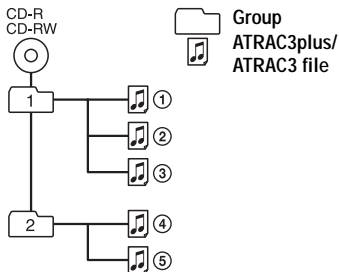 CD-R
CD-RW
Group
ATRAC3plus/
ATRAC3 file
1
①
②
③
2
④
⑤